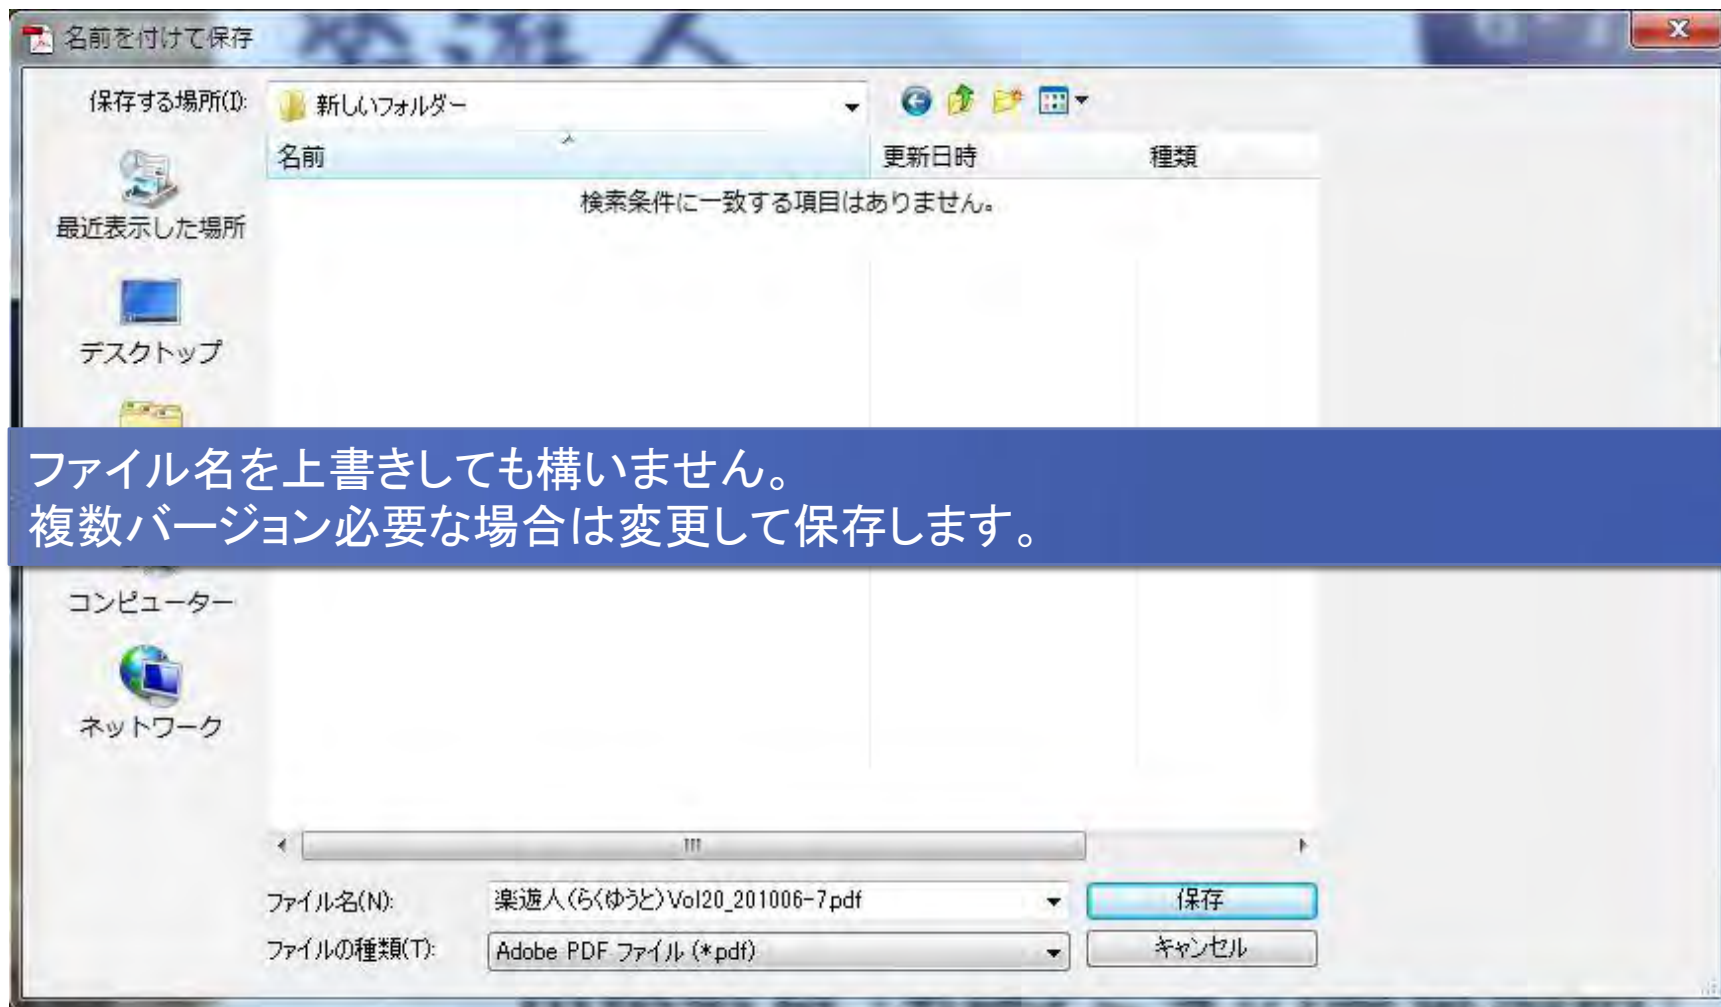 名前を付けて保存
保存する場所(I):
新しいフォルダー
名前
更新日時
種類
検索条件に一致する項目はありません。
最近表示した場所
デスクトップ
ファイル名を上書きしても構いません。
複数バージョン必要な場合は変更して保存します。
コンピューター
ネットワーク
ファイル名(N):
楽遊人(らくゆうと)Vol20_201006-7.pdf
保存
ファイルの種類(T):
Adobe PDF ファイル (*.pdf)
キャンセル